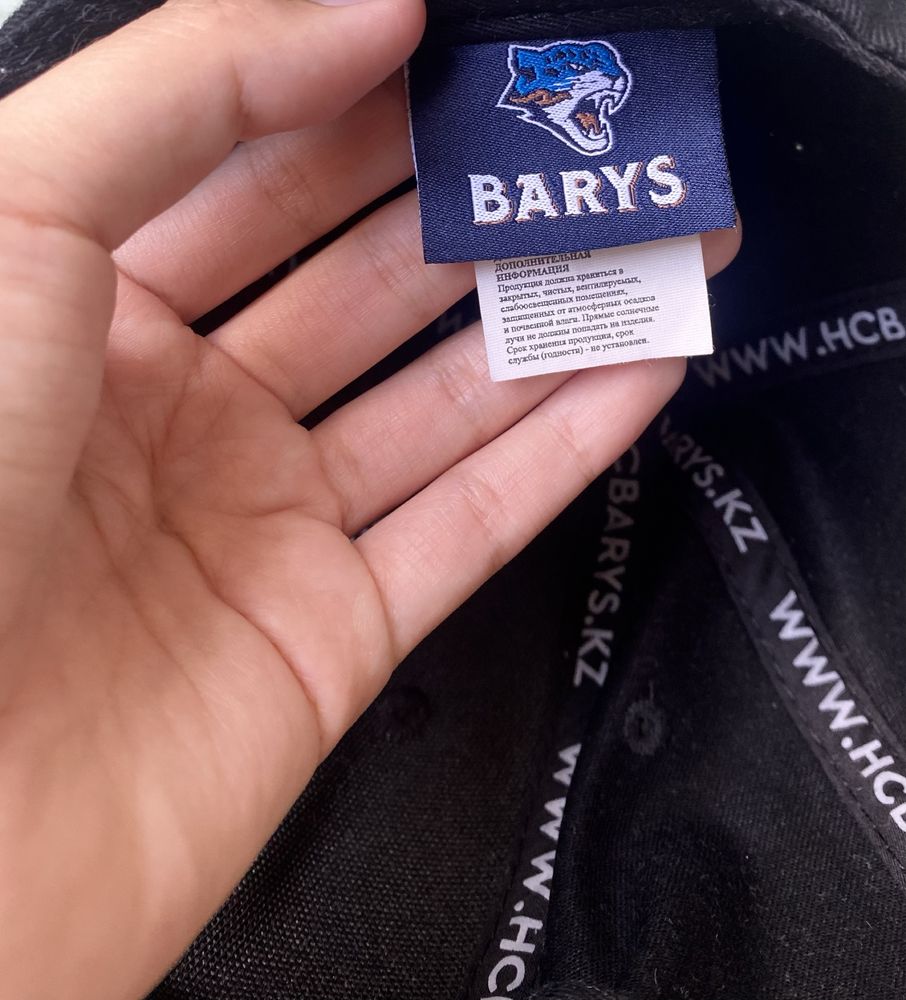 BARYS
ДОПОЛНИТЕЛЬНАЯ
ИНФОРМАЦИЯ
Продукция должна храниться в
закрытых, чистых, вентилируемых,
слабоосвещенных помещениях,
защищенных от атмосферных осадков
и почвенной влаги. Прямые солнечные
лучи не должны попадать на изделия.
Срок хранения продукции, срок
службы (годности) - не установлен.
WWW.HCB
ARYS.KZ
WWW.HCB
CBARYS.KZ
WWW.HC